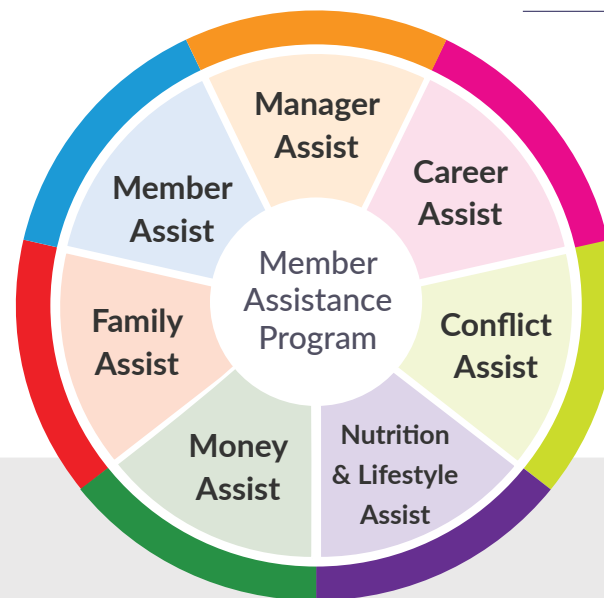 Manager
Assist
Career
Assist
Conflict
Assist
Nutrition
& Lifestyle
Assist
Money
Assist
Family
Assist
Member
Assist
Member
Assistance
Program